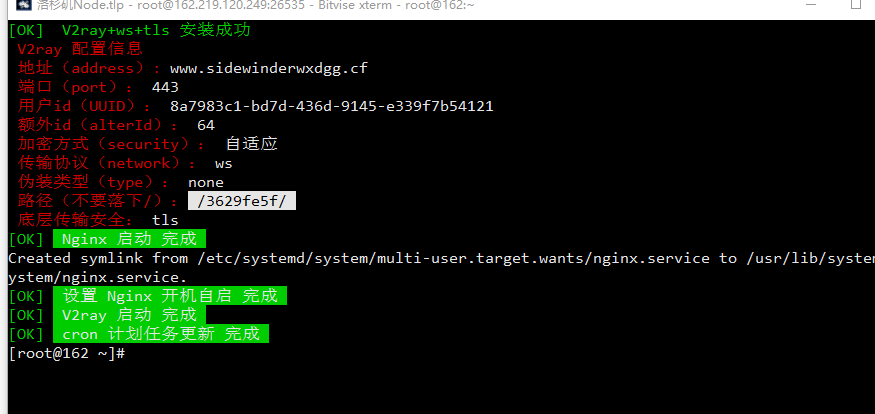 洛杉矶Node.tlp - root@162.219.120.249:26535 - Bitvise xterm - root@162:~
[OK] V2ray+ws+tls 安装成功
V2ray 配置信息
地址（address）: www.sidewinderwxdgg.cf
端口（port）： 443
用户id（UUID）： 8a7983c1-bd7d-436d-9145-e339f7b54121
额外id（alterId）： 64
加密方式（security）： 自适应
传输协议（network）： ws
伪装类型（type）： none
路径（不要落下/）： /3629fe5f/
底层传输安全： tls
[OK] Nginx 启动 完成
Created symlink from /etc/systemd/system/multi-user.target.wants/nginx.service to /usr/lib/system
ystem/nginx.service.
[OK] 设置 Nginx 开机自启 完成
[OK] V2ray 启动 完成
[OK] cron 计划任务更新 完成
[root@162 ~]#